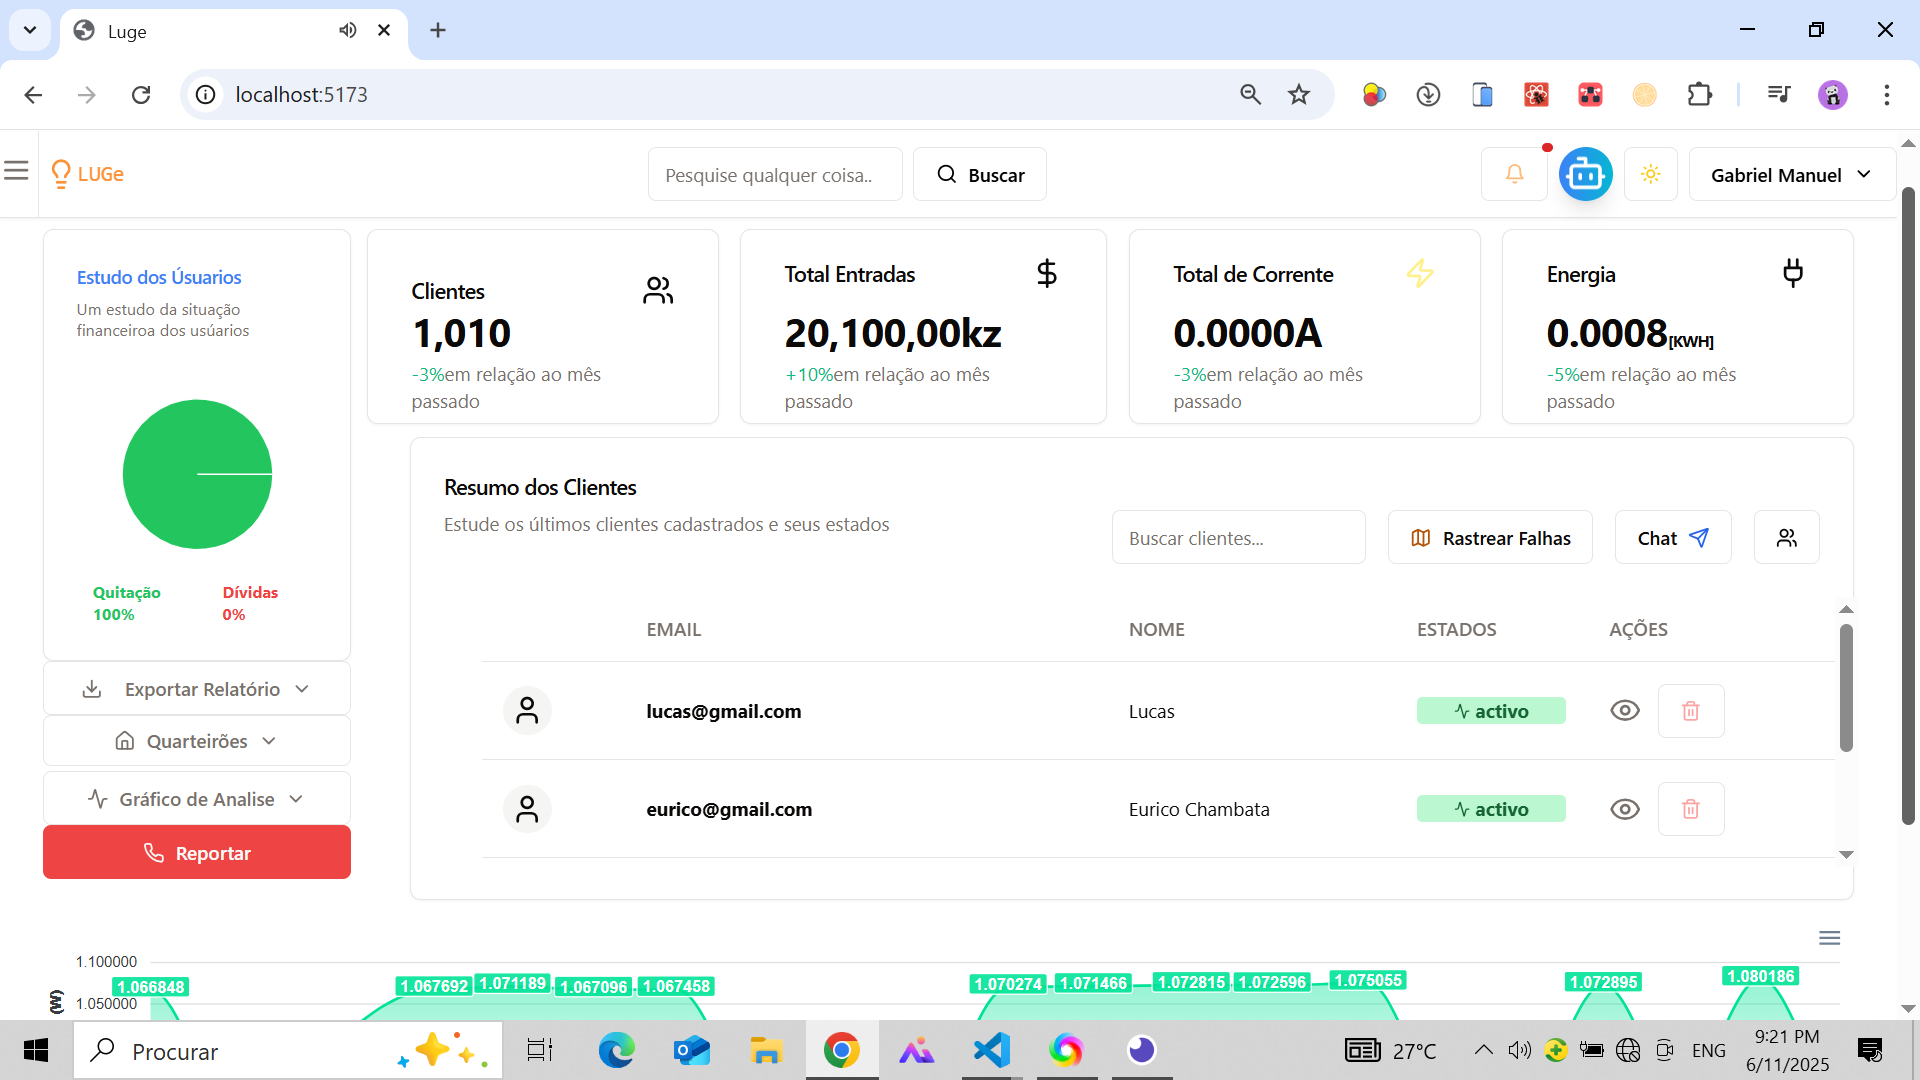 Luge
localhost:5173
LUGe
Pesquise qualquer coisa..
Buscar
Gabriel Manuel
Estudo dos Úsuarios
Um estudo da situação
financeiroa dos usúarios
Quitação
100%
Dívidas
0%
Exportar Relatório
Quarteirões
Gráfico de Analise
Reportar
Clientes
1,010
-3%em relação ao mês
passado
Total Entradas
20,100,00kz
+10%em relação ao mês
passado
Total de Corrente
0.0000A
-3%em relação ao mês
passado
Energia
0.0008[KWH]
-5%em relação ao mês
passado
Resumo dos Clientes
Estude os últimos clientes cadastrados e seus estados
Buscar clientes...
Rastrear Falhas
Chat
EMAIL NOME ESTADOS AÇÕES
lucas@gmail.com Lucas activo
eurico@gmail.com Eurico Chambata activo
1.100000
1.050000
1.066848
1.067692
1.071189
1.067096
1.067458
1.070274
1.071466
1.072815
1.072596
1.075055
1.072895
1.080186
Procurar
27°C
ENG
9:21 PM
6/11/2025